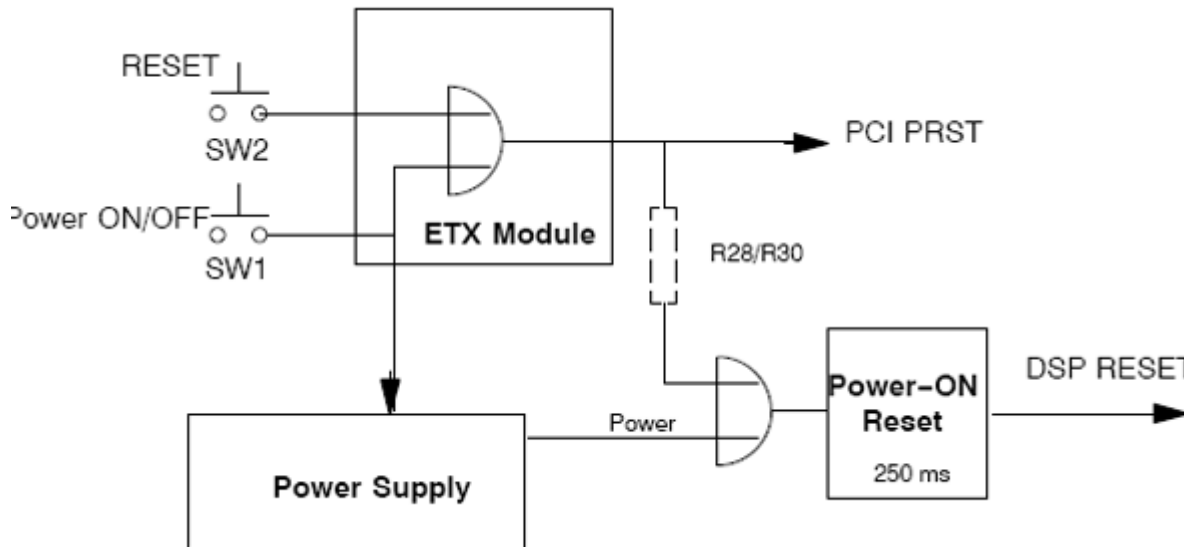 RESET
SW2
Power ON/OFF
SW1
ETX Module
PCI PRST
R28/R30
Power Supply
Power
Power-ON
Reset
250 ms
DSP RESET